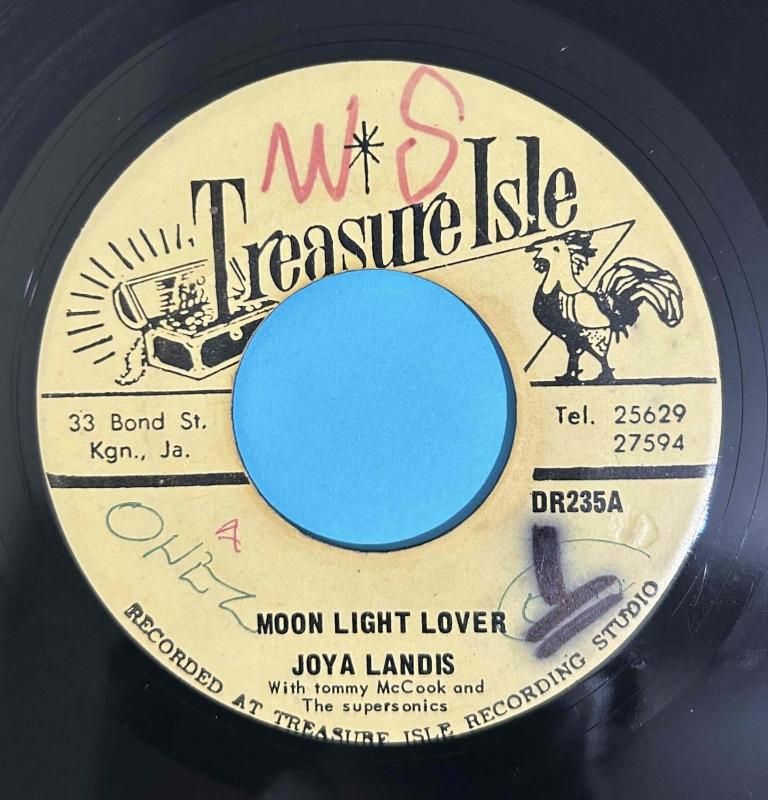 W S
Treasure Isle
33 Bond St.
Kgn., Ja.
Tel. 25629
27594
DR235A
4
MOON LIGHT LOVER
JOYA LANDIS
With tommy McCook and
The supersonics
RECORDED AT TREASURE ISLE RECORDING STUDIO